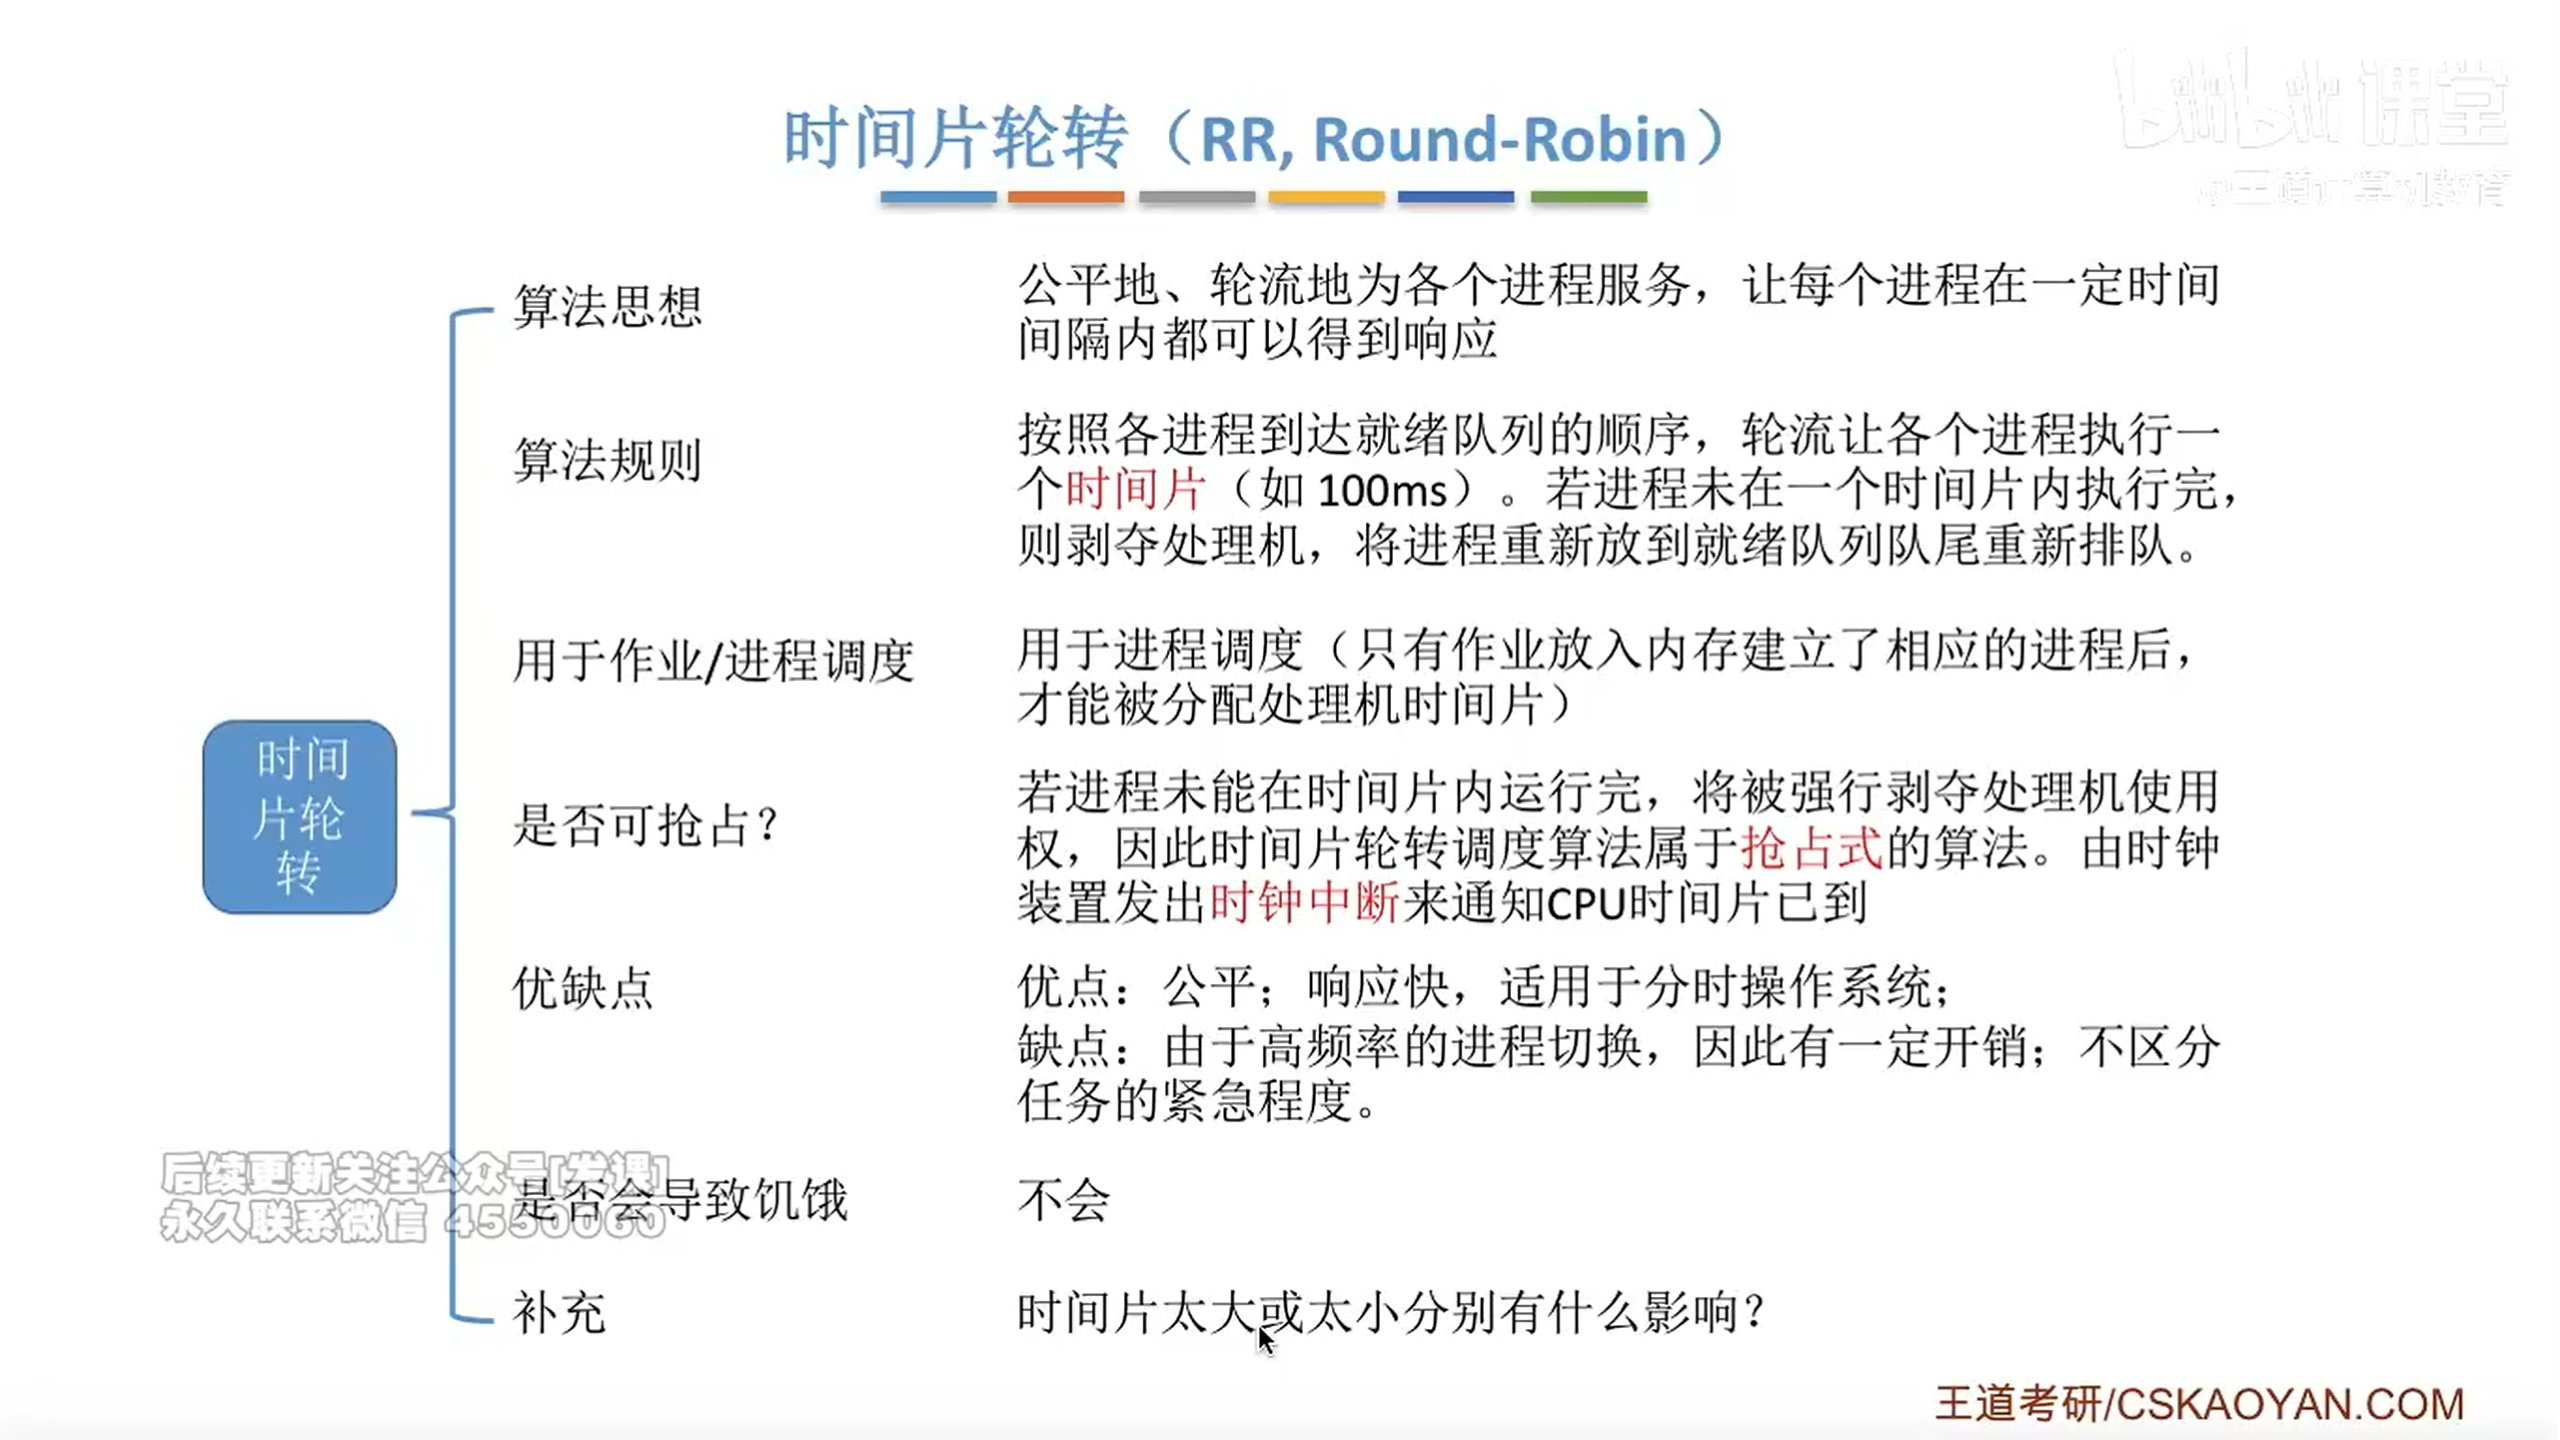 时间片轮转（RR, Round-Robin）
bilibili 课堂
@王道计算机教育
算法思想
公平地、轮流地为各个进程服务，让每个进程在一定时间
间隔内都可以得到响应
算法规则
按照各进程到达就绪队列的顺序，轮流让各个进程执行一
个时间片（如 100ms）。若进程未在一个时间片内执行完，
则剥夺处理机，将进程重新放到就绪队列队尾重新排队。
用于作业/进程调度
用于进程调度（只有作业放入内存建立了相应的进程后，
才能被分配处理机时间片）
时间
片轮
转
是否可抢占？
若进程未能在时间片内运行完，将被强行剥夺处理机使用
权，因此时间片轮转调度算法属于抢占式的算法。由时钟
装置发出时钟中断来通知CPU时间片已到
优缺点
优点：公平；响应快，适用于分时操作系统；
缺点：由于高频率的进程切换，因此有一定开销；不区分
任务的紧急程度。
后续更新关注公众号[发课]
永久联系微信 4550060
是否会导致饥饿
不会
补充
时间片太大或太小分别有什么影响？
王道考研/CSKAOYAN.COM